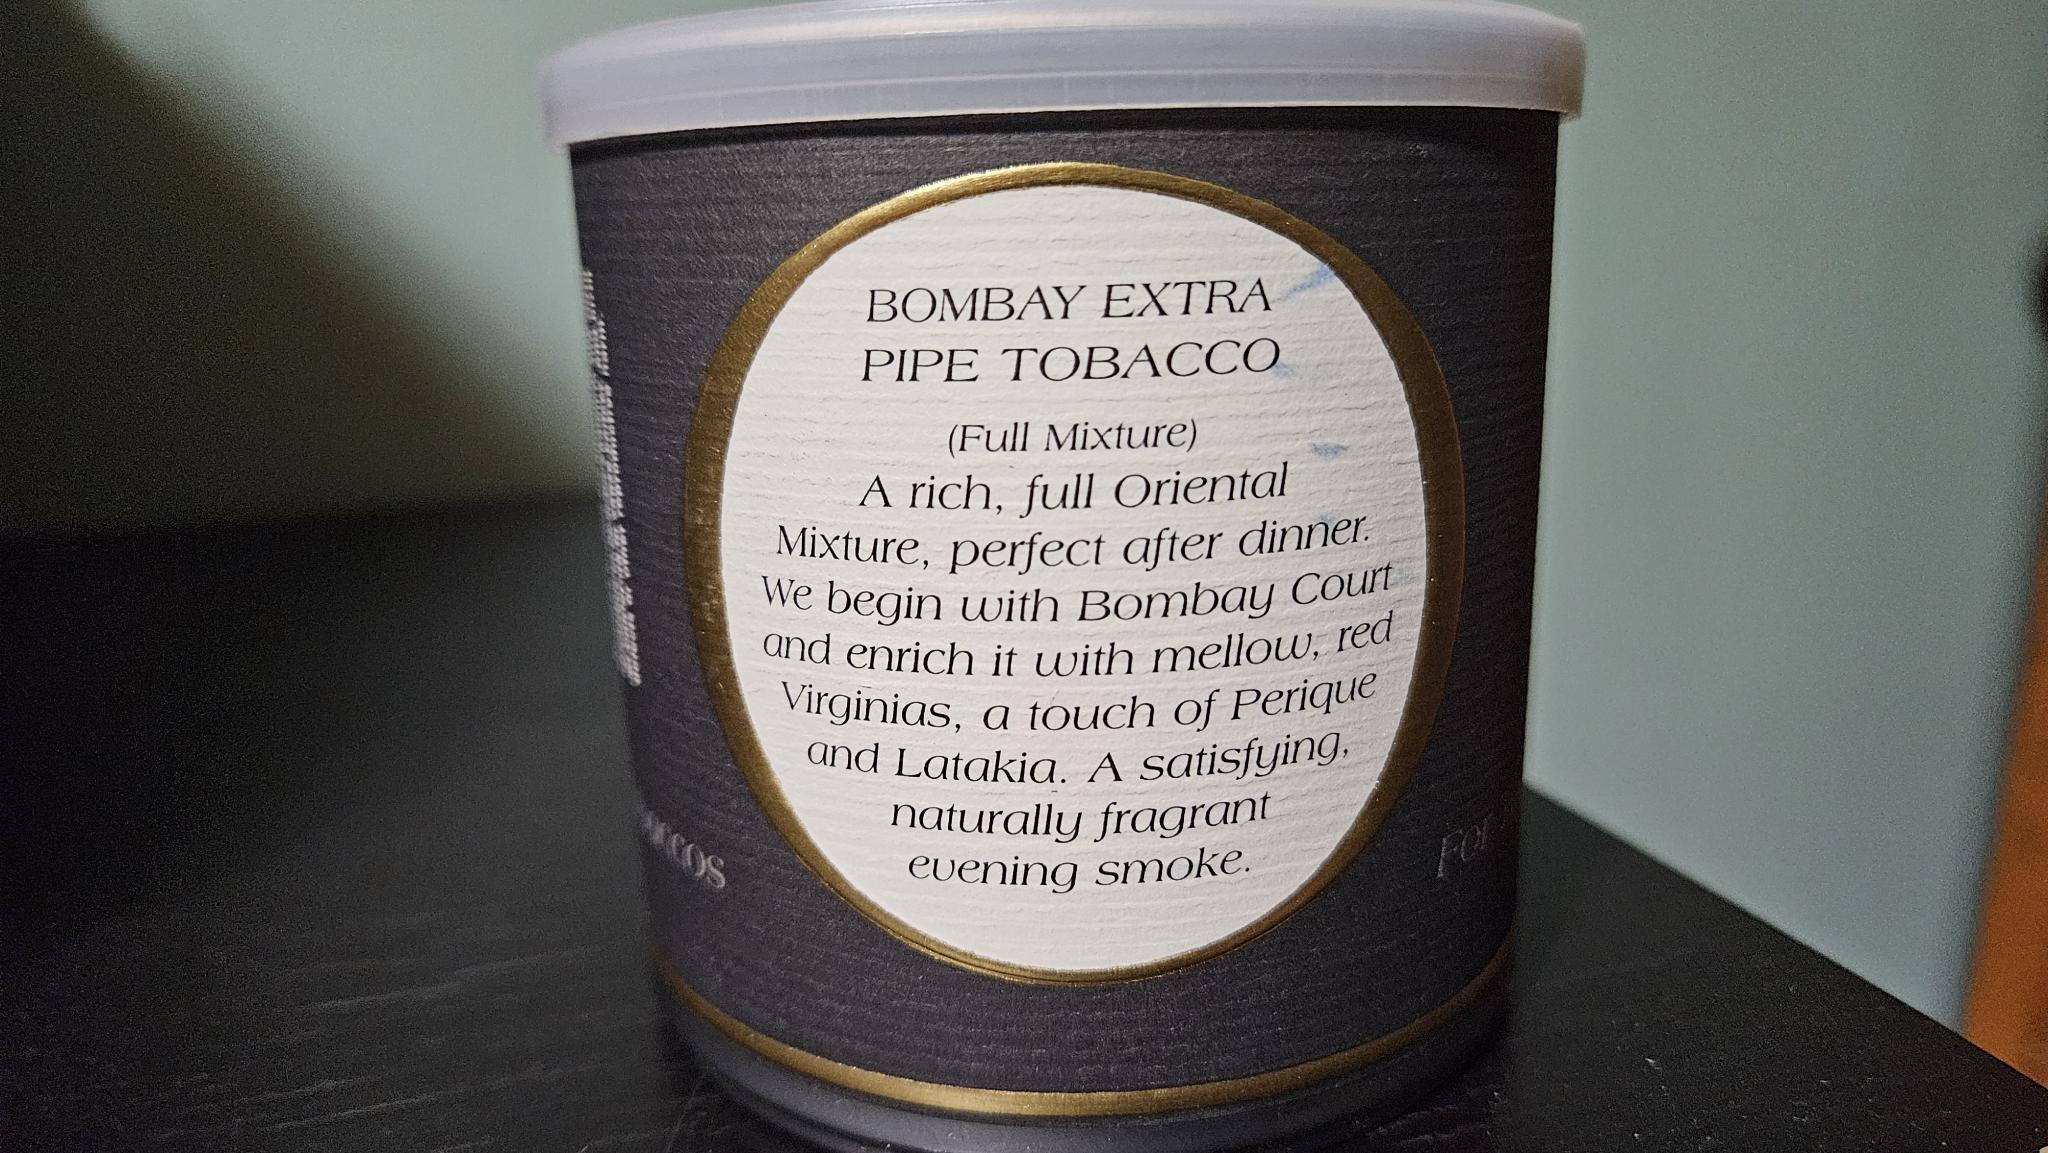 BOMBAY EXTRA
PIPE TOBACCO
(Full Mixture)
A rich, full Oriental
Mixture, perfect after dinner.
We begin with Bombay Court
and enrich it with mellow, red
Virginias, a touch of Perique
and Latakia. A satisfying,
naturally fragrant
evening smoke.